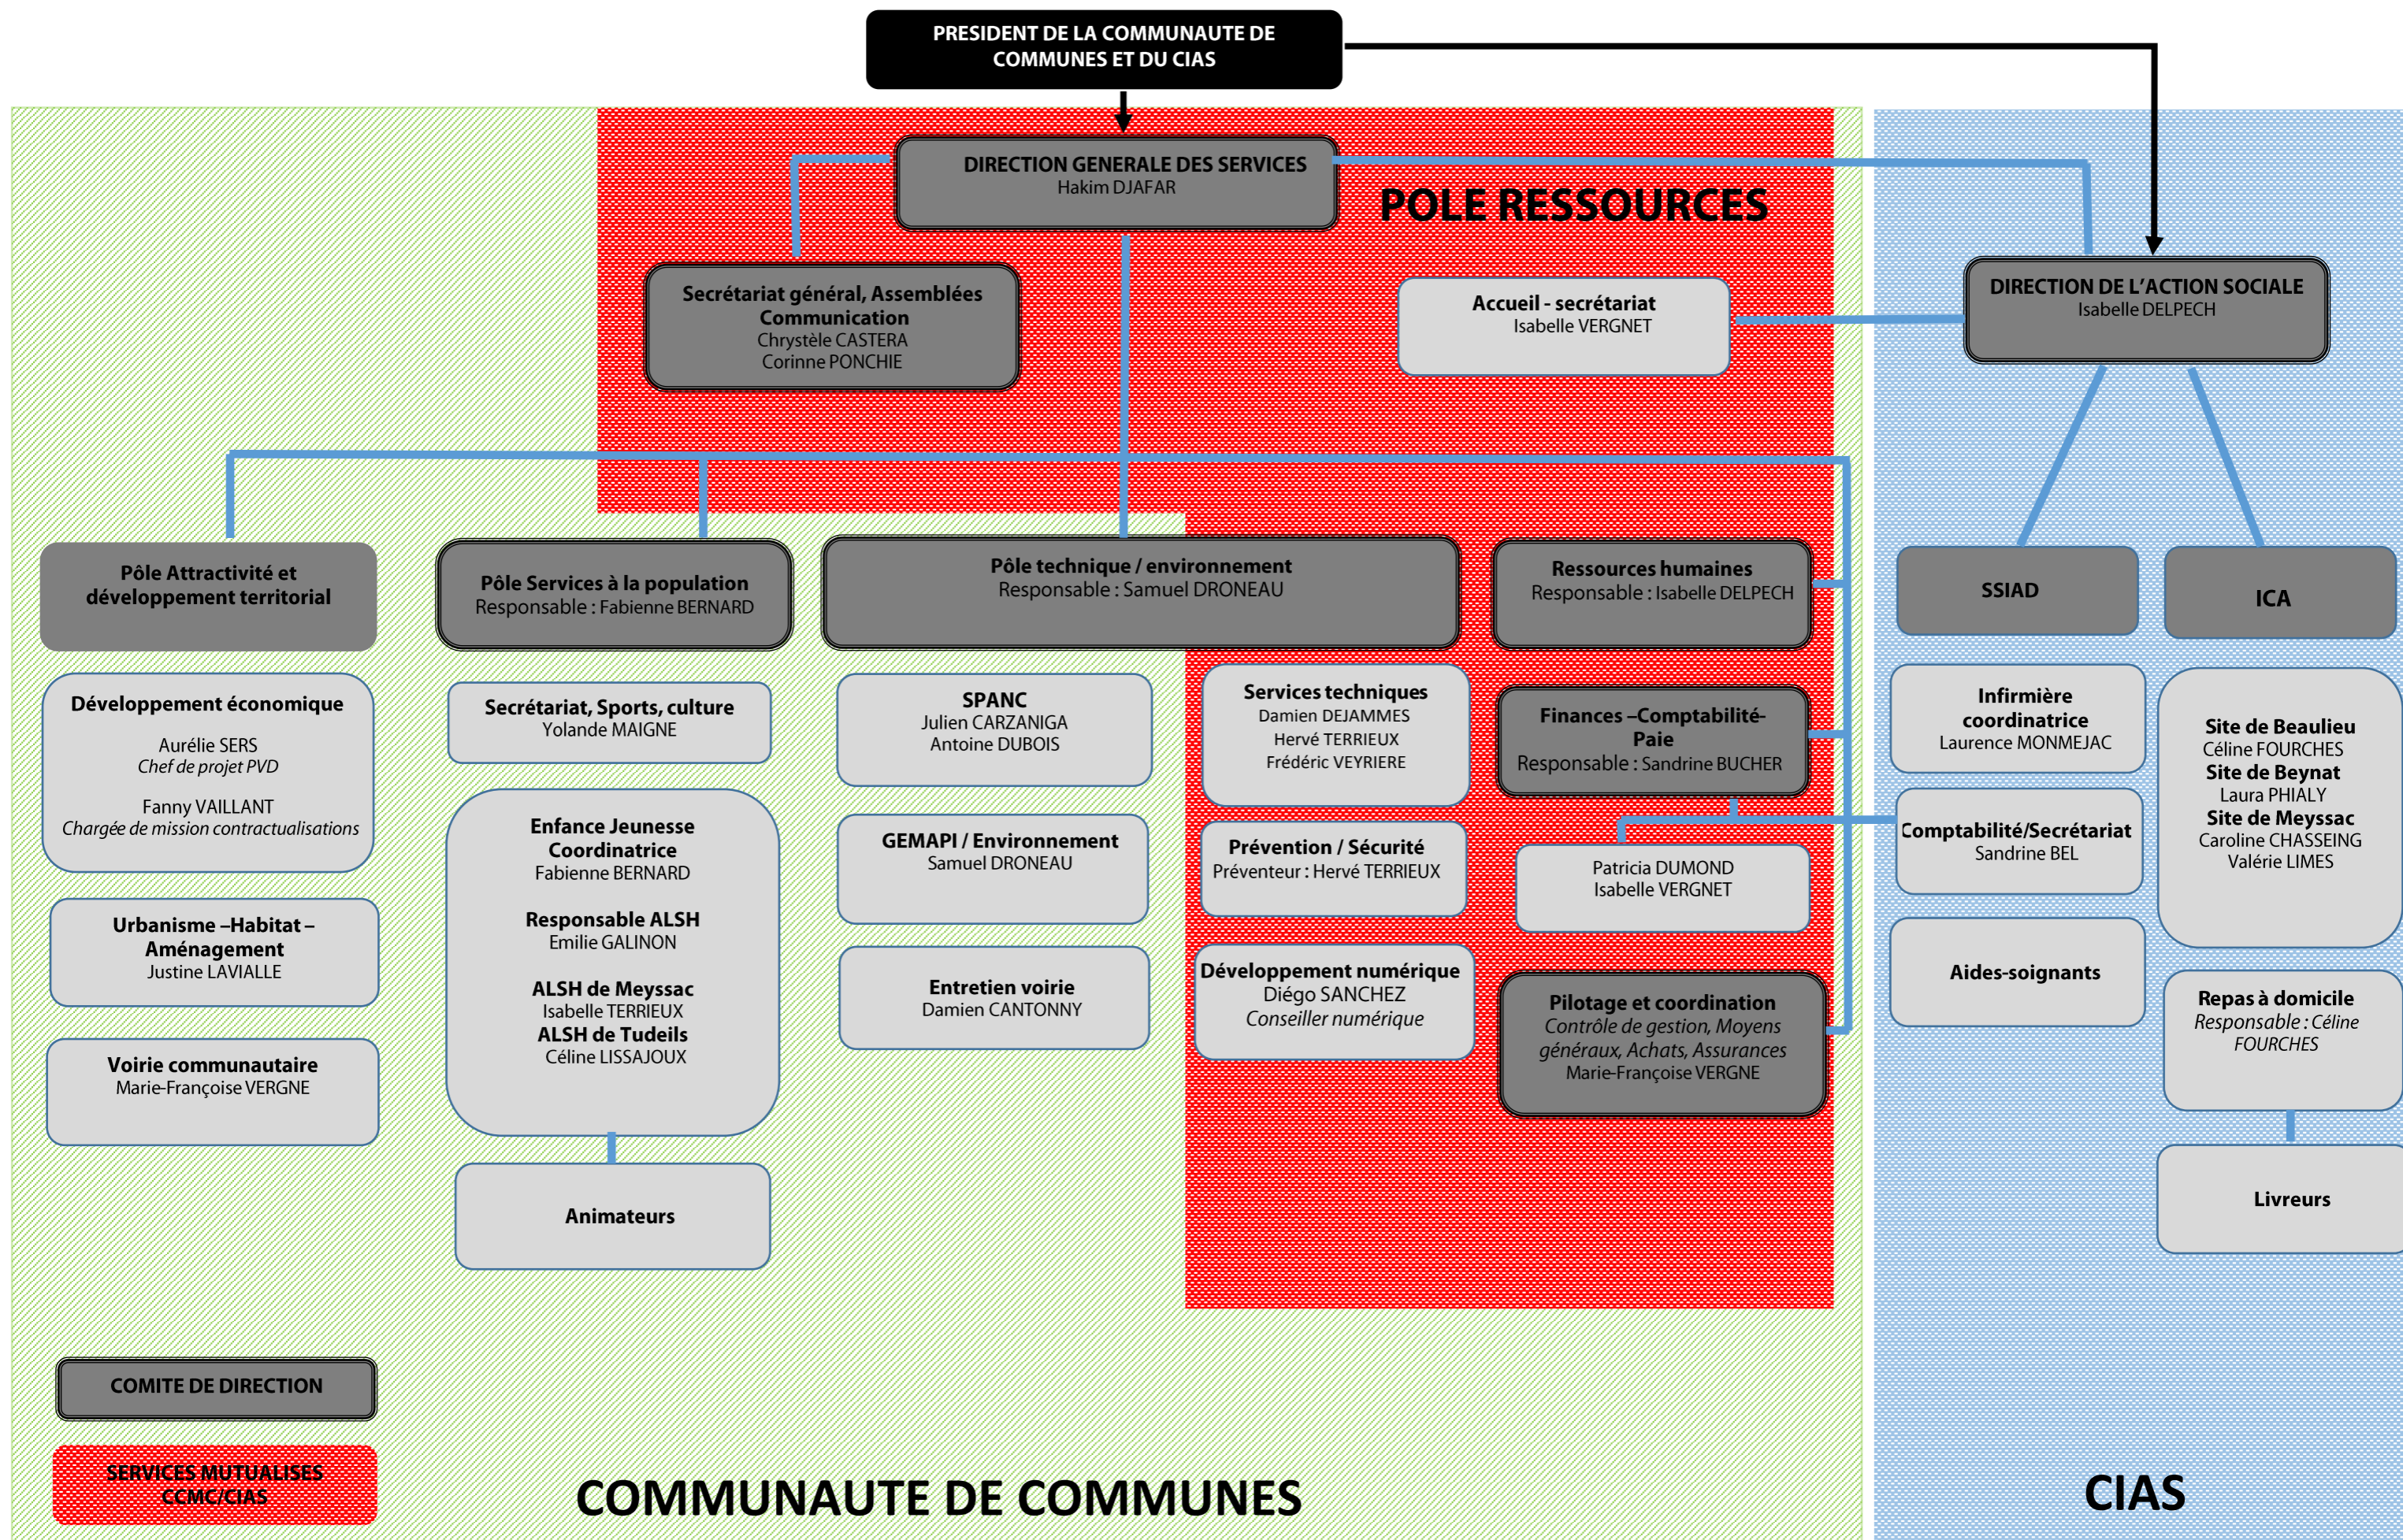 PRESIDENT DE LA COMMUNAUTE DE
COMMUNES ET DU CIAS
DIRECTION GENERALE DES SERVICES
Hakim DJAFAR
POLE RESSOURCES
Secrétariat général, Assemblées
Communication
Chrystèle CASTERA
Corinne PONCHIE
Accueil - secrétariat
Isabelle VERGNET
DIRECTION DE L'ACTION SOCIALE
Isabelle DELPECH
Pôle Attractivité et
développement territorial
Développement économique
Aurélie SERS
Chef de projet PVD
Fanny VAILLANT
Chargée de mission contractualisations
Urbanisme –Habitat –
Aménagement
Justine LAVIALLE
Voirie communautaire
Marie-Françoise VERGNE
Pôle Services à la population
Responsable : Fabienne BERNARD
Secrétariat, Sports, culture
Yolande MAIGNE
Enfance Jeunesse
Coordinatrice
Fabienne BERNARD
Responsable ALSH
Emilie GALINON
ALSH de Meyssac
Isabelle TERRIEUX
ALSH de Tudeils
Céline LISSAJOUX
Animateurs
Pôle technique / environnement
Responsable : Samuel DRONEAU
SPANC
Julien CARZANIGA
Antoine DUBOIS
GEMAPI / Environnement
Samuel DRONEAU
Entretien voirie
Damien CANTONNY
Services techniques
Damien DEJAMMES
Hervé TERRIEUX
Frédéric VEYRIERE
Prévention / Sécurité
Préventeur : Hervé TERRIEUX
Développement numérique
Diégo SANCHEZ
Conseiller numérique
Ressources humaines
Responsable : Isabelle DELPECH
Finances –Comptabilité-
Paie
Responsable : Sandrine BUCHER
Patricia DUMOND
Isabelle VERGNET
Pilotage et coordination
Contrôle de gestion, Moyens
généraux, Achats, Assurances
Marie-Françoise VERGNE
SSIAD
Infirmière
coordinatrice
Laurence MONMEJAC
Comptabilité/Secrétariat
Sandrine BEL
Aides-soignants
ICA
Site de Beaulieu
Céline FOURCHES
Site de Beynat
Laura PHIALY
Site de Meyssac
Caroline CHASSEING
Valérie LIMES
Repas à domicile
Responsable : Céline
FOURCHES
Livreurs
COMITE DE DIRECTION
SERVICES MUTUALISES
CCMC/CIAS
COMMUNAUTE DE COMMUNES
CIAS